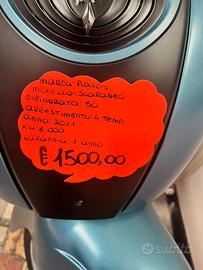 MARCA PIAGGIO
MODELLO: SCARABEO
CILINDRATA: 50
ALLESTIMENTO: 4 TEMPI
ANNO: 2021
KM 6.000
GARANZIA 1 ANNO
€ 1500,00
subito